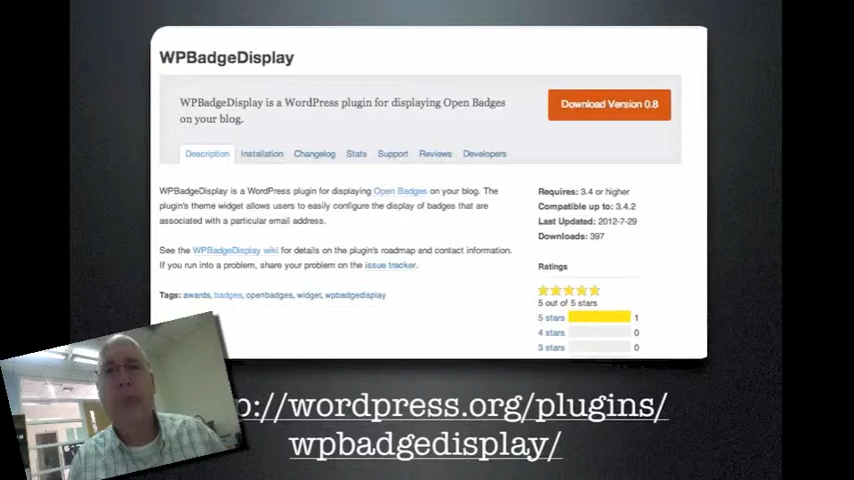 WPBadgeDisplay
WPBadgeDisplay is a WordPress plugin for displaying Open Badges
on your blog.
Download Version 0.8
Description Installation Changelog Stats Support Reviews Developers
WPBadgeDisplay is a WordPress plugin for displaying Open Badges on your blog. The
plugin's theme widget allows users to easily configure the display of badges that are
associated with a particular email address.
See the WPBadgeDisplay wiki for details on the plugin's roadmap and contact information.
If you run into a problem, share your problem on the issue tracker.
Tags: awards, badges, openbadges, widget, wpbadgedisplay
Requires: 3.4 or higher
Compatible up to: 3.4.2
Last Updated: 2012-7-29
Downloads: 397
Ratings
5 out of 5 stars
5 stars 1
4 stars 0
3 stars 0
p://wordpress.org/plugins/
wpbadgedisplay/